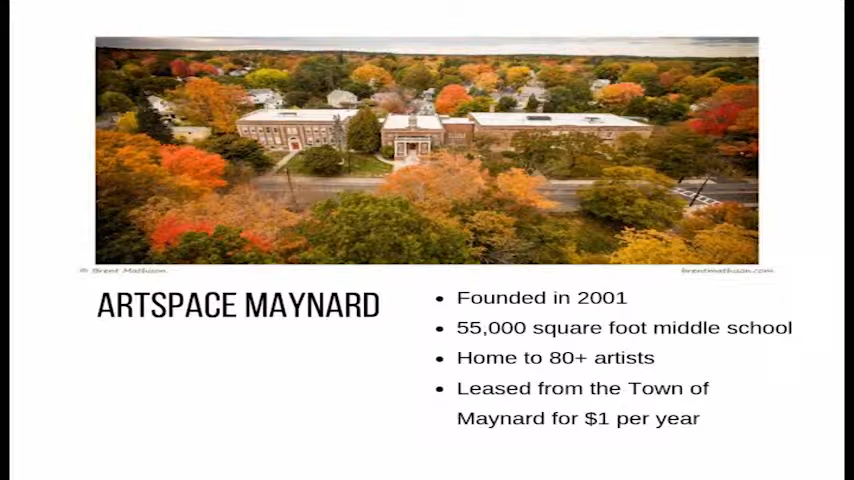 © Brent Mathison
brentmathison.com
ARTSPACE MAYNARD
• Founded in 2001
• 55,000 square foot middle school
• Home to 80+ artists
• Leased from the Town of
Maynard for $1 per year